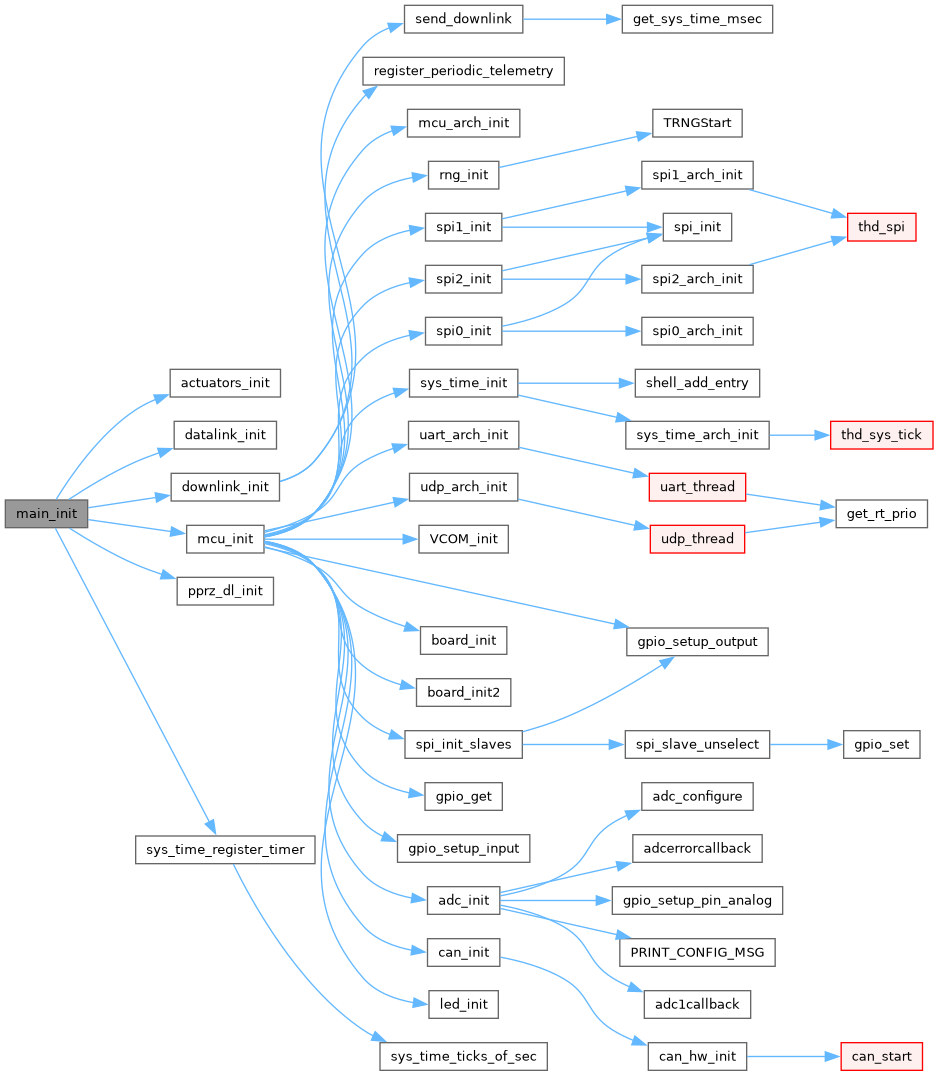 main_init
actuators_init
datalink_init
downlink_init
mcu_init
pprz_dl_init
sys_time_register_timer
send_downlink
register_periodic_telemetry
mcu_arch_init
rng_init
spi1_init
spi2_init
spi0_init
sys_time_init
uart_arch_init
udp_arch_init
VCOM_init
board_init
board_init2
spi_init_slaves
gpio_get
gpio_setup_input
adc_init
can_init
led_init
sys_time_ticks_of_sec
get_sys_time_msec
TRNGStart
spi1_arch_init
spi_init
spi2_arch_init
spi0_arch_init
shell_add_entry
sys_time_arch_init
uart_thread
udp_thread
gpio_setup_output
spi_slave_unselect
adc_configure
adcerrorcallback
gpio_setup_pin_analog
PRINT_CONFIG_MSG
adc1callback
can_hw_init
thd_spi
thd_sys_tick
get_rt_prio
gpio_set
can_start